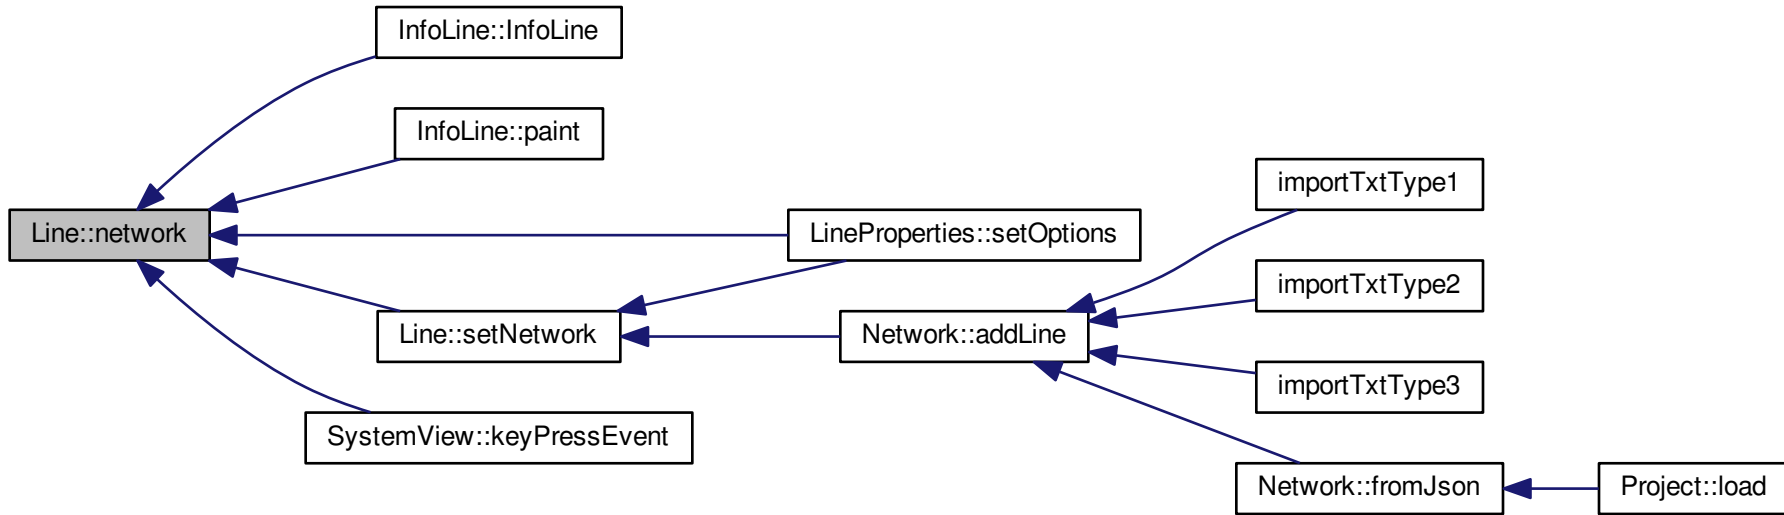 InfoLine::InfoLine
InfoLine::paint
importTxtType1
Line::network
LineProperties::setOptions
importTxtType2
Line::setNetwork
Network::addLine
importTxtType3
SystemView::keyPressEvent
Network::fromJson
Project::load